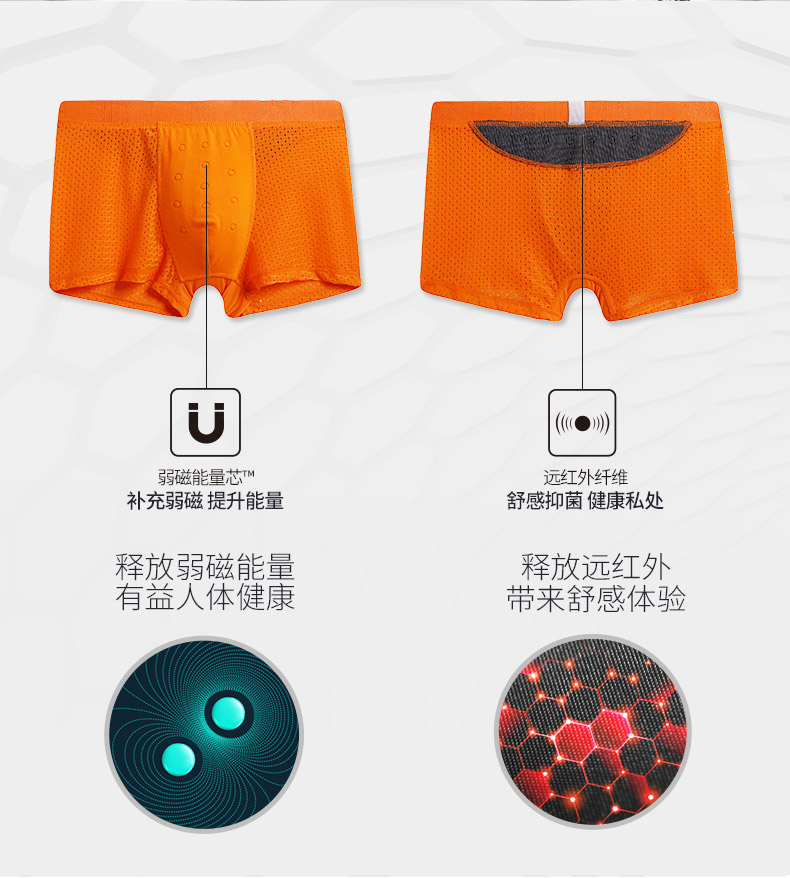 弱磁能量芯™
补充弱磁 提升能量
释放弱磁能量
有益人体健康
远红外纤维
舒感抑菌 健康私处
释放远红外
带来舒感体验